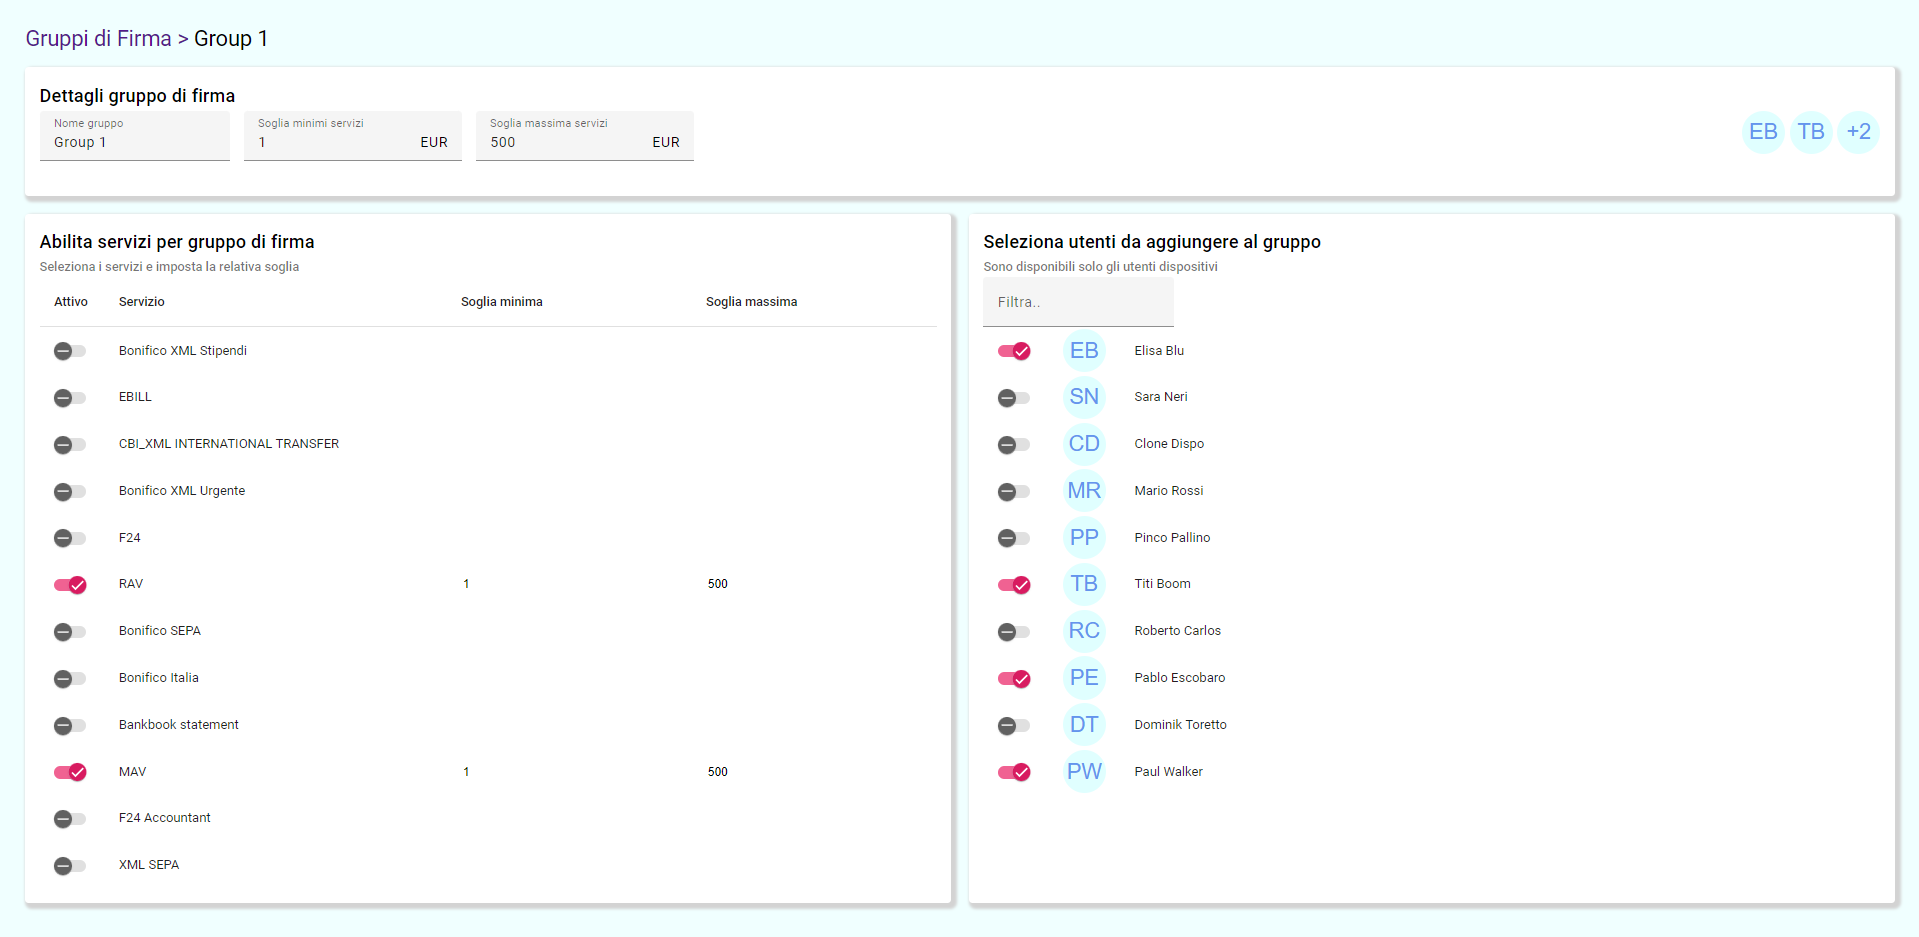 Gruppi di Firma > Group 1
Dettagli gruppo di firma
Nome gruppo
Group 1
Soglia minimi servizi
1 EUR
Soglia massima servizi
500 EUR
EB TB +2
Abilita servizi per gruppo di firma
Seleziona i servizi e imposta la relativa soglia
Attivo Servizio Soglia minima Soglia massima
Bonifico XML Stipendi
EBILL
CBI_XML INTERNATIONAL TRANSFER
Bonifico XML Urgente
F24
RAV 1 500
Bonifico SEPA
Bonifico Italia
Bankbook statement
MAV 1 500
F24 Accountant
XML SEPA
Seleziona utenti da aggiungere al gruppo
Sono disponibili solo gli utenti dispositivi
Filtra..
EB Elisa Blu
SN Sara Neri
CD Clone Dispo
MR Mario Rossi
PP Pinco Pallino
TB Titi Boom
RC Roberto Carlos
PE Pablo Escobaro
DT Dominik Toretto
PW Paul Walker